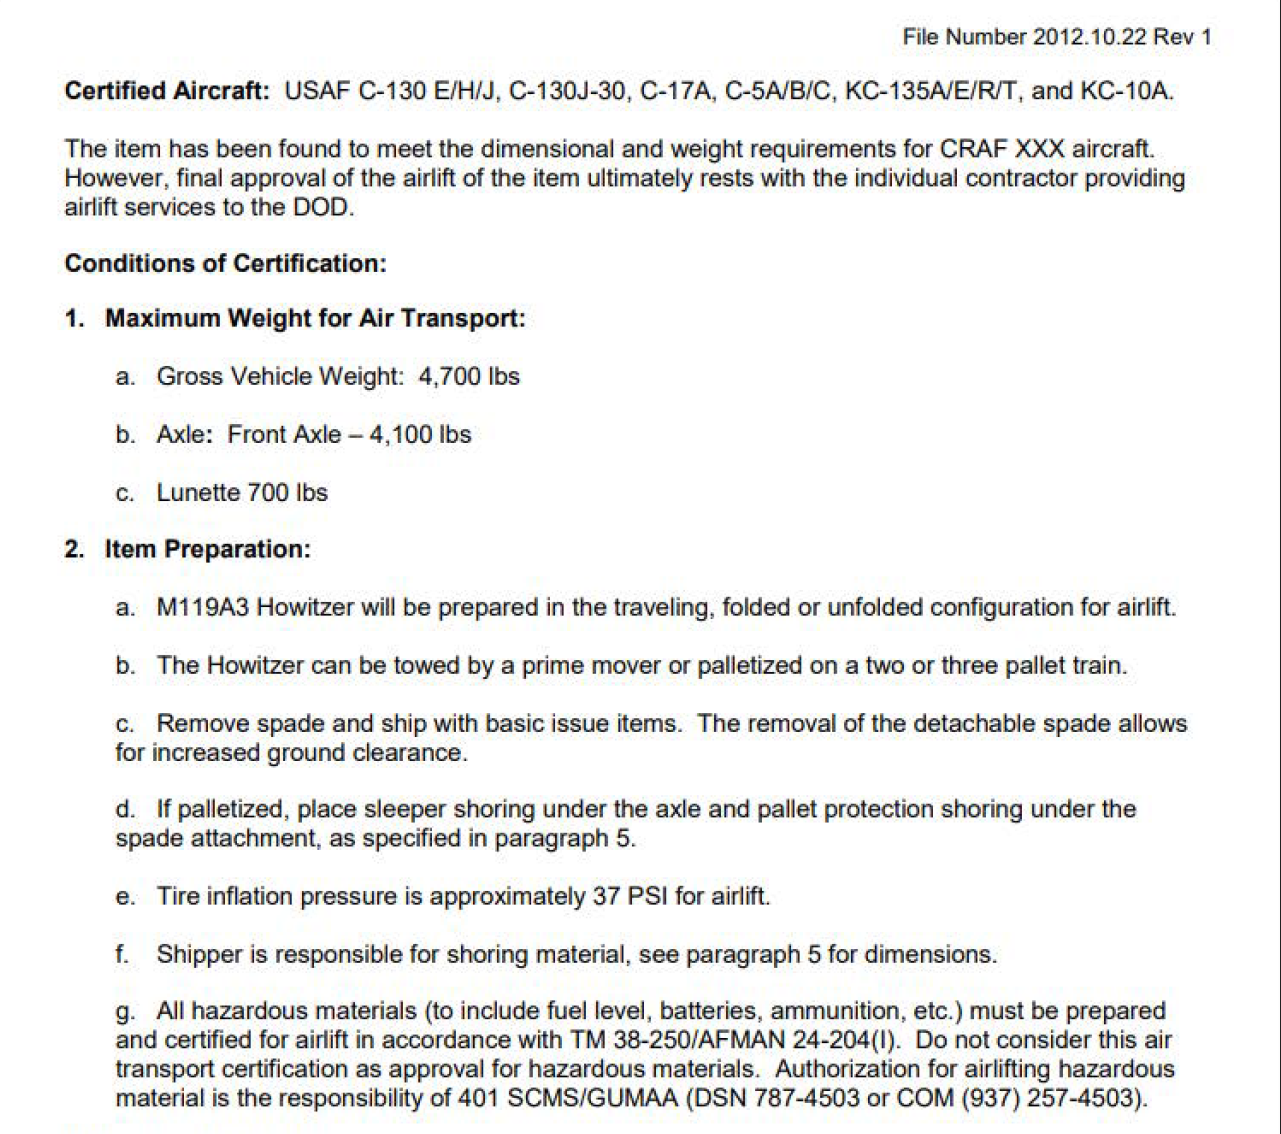 File Number 2012.10.22 Rev 1
Certified Aircraft: USAF C-130 E/H/J, C-130J-30, C-17A, C-5A/B/C, KC-135A/E/R/T, and KC-10A.
The item has been found to meet the dimensional and weight requirements for CRAF XXX aircraft.
However, final approval of the airlift of the item ultimately rests with the individual contractor providing
airlift services to the DOD.
Conditions of Certification:
1. Maximum Weight for Air Transport:
a. Gross Vehicle Weight: 4,700 lbs
b. Axle: Front Axle – 4,100 lbs
c. Lunette 700 lbs
2. Item Preparation:
a. M119A3 Howitzer will be prepared in the traveling, folded or unfolded configuration for airlift.
b. The Howitzer can be towed by a prime mover or palletized on a two or three pallet train.
c. Remove spade and ship with basic issue items. The removal of the detachable spade allows
for increased ground clearance.
d. If palletized, place sleeper shoring under the axle and pallet protection shoring under the
spade attachment, as specified in paragraph 5.
e. Tire inflation pressure is approximately 37 PSI for airlift.
f. Shipper is responsible for shoring material, see paragraph 5 for dimensions.
g. All hazardous materials (to include fuel level, batteries, ammunition, etc.) must be prepared
and certified for airlift in accordance with TM 38-250/AFMAN 24-204(I). Do not consider this air
transport certification as approval for hazardous materials. Authorization for airlifting hazardous
material is the responsibility of 401 SCMS/GUMAA (DSN 787-4503 or COM (937) 257-4503).